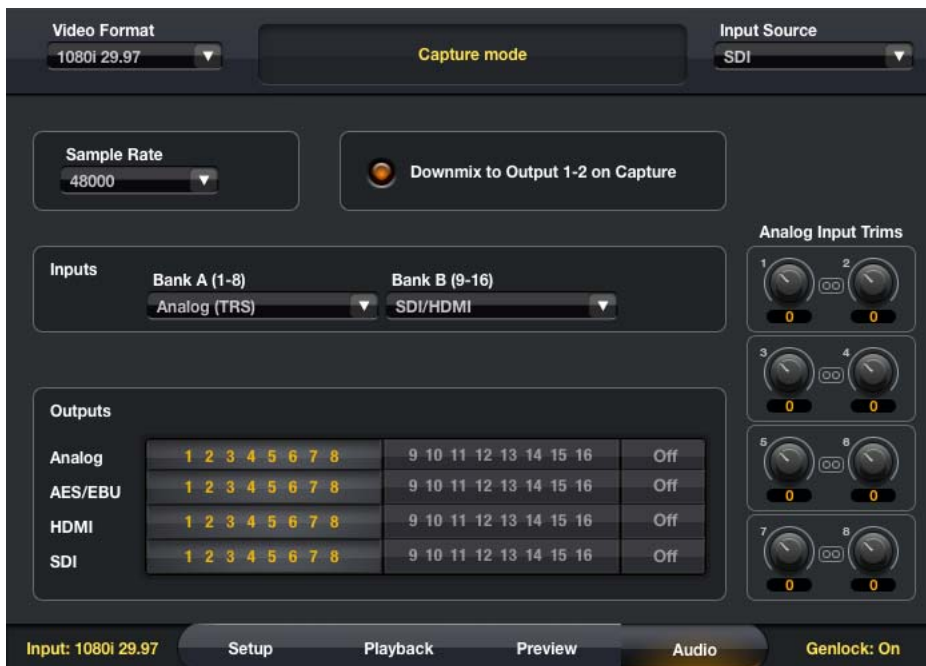 Video Format
1080i 29.97
Capture mode
Input Source
SDI
Sample Rate
48000
Downmix to Output 1-2 on Capture
Analog Input Trims
Inputs
Bank A (1-8)
Analog (TRS)
Bank B (9-16)
SDI/HDMI
1 2
0 0
3 4
0 0
5 6
0 0
7 8
0 0
Outputs
Analog 1 2 3 4 5 6 7 8 9 10 11 12 13 14 15 16 Off
AES/EBU 1 2 3 4 5 6 7 8 9 10 11 12 13 14 15 16 Off
HDMI 1 2 3 4 5 6 7 8 9 10 11 12 13 14 15 16 Off
SDI 1 2 3 4 5 6 7 8 9 10 11 12 13 14 15 16 Off
Input: 1080i 29.97 Setup Playback Preview Audio Genlock: On